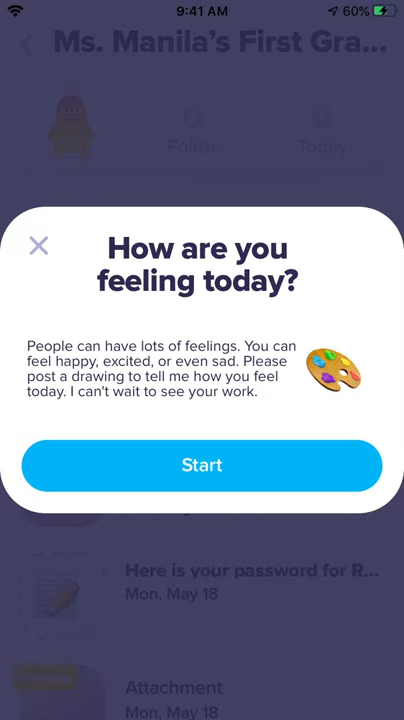 9:41 AM
60%
Ms. Manila's First Gra...
Points
Today
How are you
feeling today?
People can have lots of feelings. You can
feel happy, excited, or even sad. Please
post a drawing to tell me how you feel
today. I can't wait to see your work.
Start
Here is your password for R...
Mon, May 18
Attachment
Mon, May 18